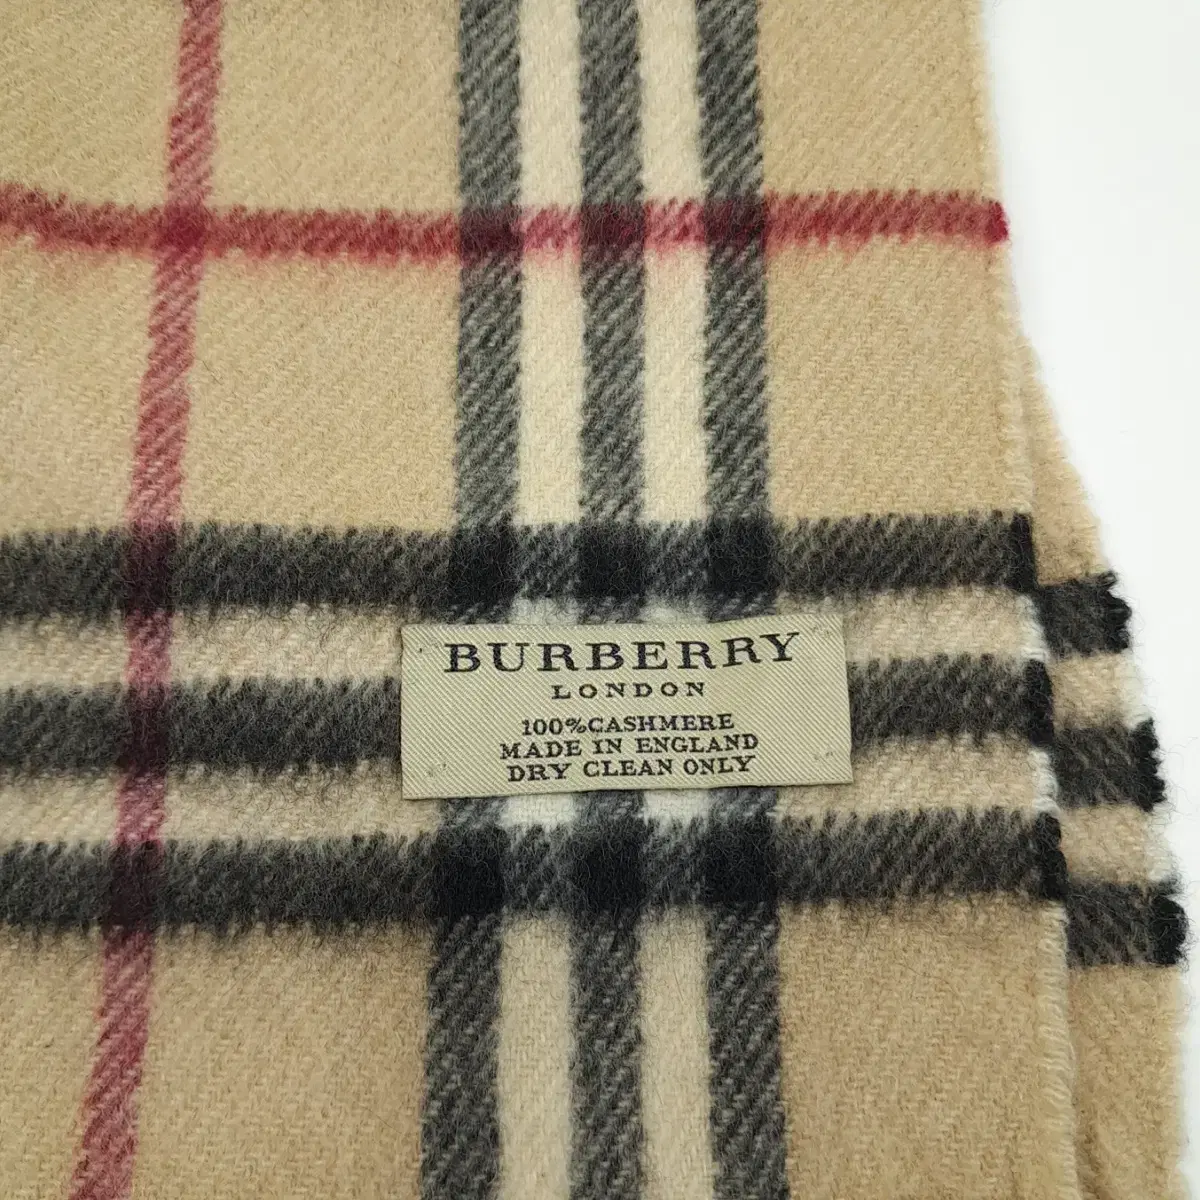 BURBERRY
LONDON
100%CASHMERE
MADE IN ENGLAND
DRY CLEAN ONLY